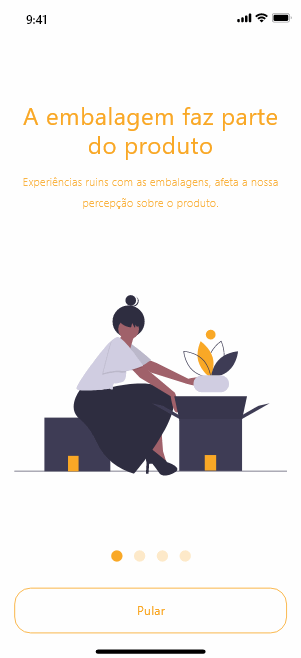 9:41
A embalagem faz parte
do produto
Experiências ruins com as embalagens, afeta a nossa
percepção sobre o produto.
Pular